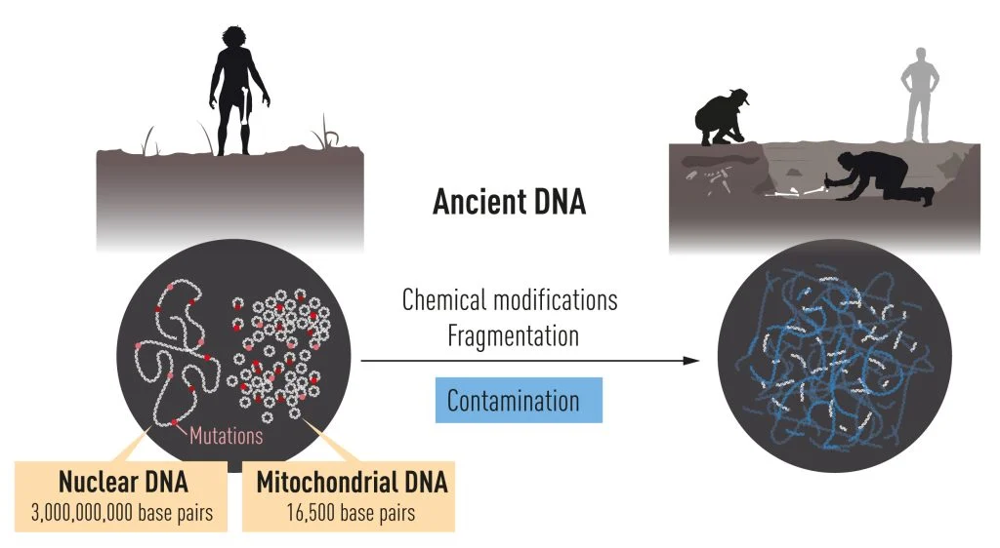 Ancient DNA
Chemical modifications
Fragmentation
Contamination
Mutations
Nuclear DNA
3,000,000,000 base pairs
Mitochondrial DNA
16,500 base pairs